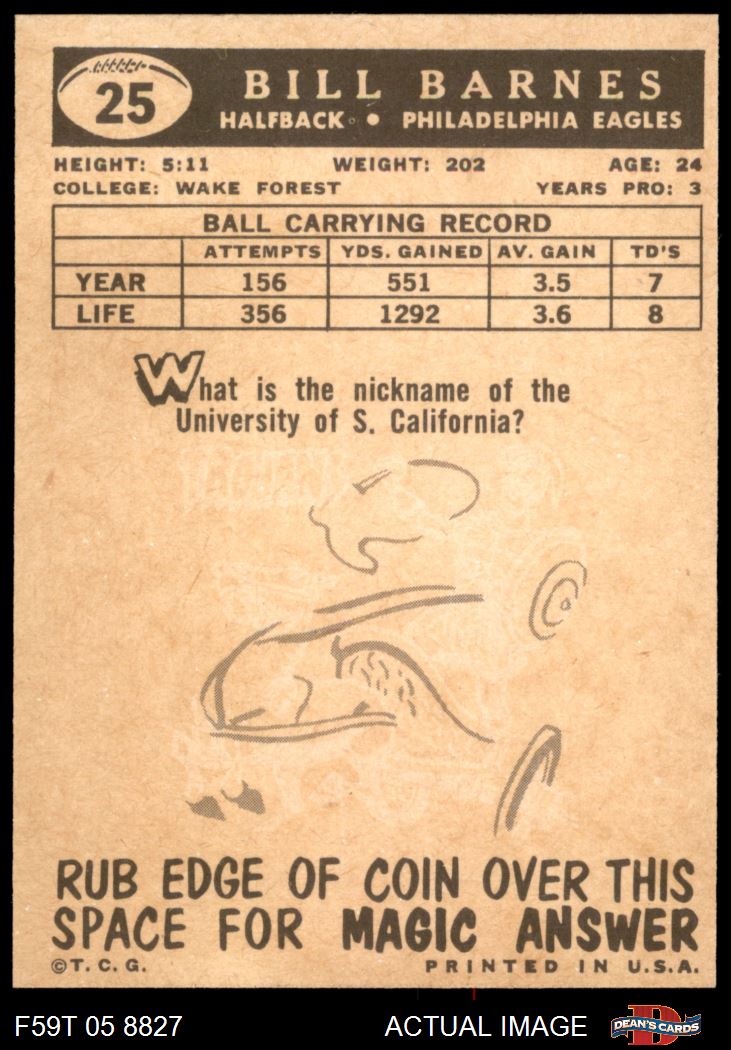 25
BILL BARNES
HALFBACK • PHILADELPHIA EAGLES
HEIGHT: 5:11 WEIGHT: 202 AGE: 24
COLLEGE: WAKE FOREST YEARS PRO: 3
BALL CARRYING RECORD
ATTEMPTS YDS. GAINED AV. GAIN TD'S
YEAR 156 551 3.5 7
LIFE 356 1292 3.6 8
What is the nickname of the
University of S. California?
RUB EDGE OF COIN OVER THIS
SPACE FOR MAGIC ANSWER
©T.C.G. PRINTED IN U.S.A.
F59T 05 8827 ACTUAL IMAGE D DEAN'S CARDS